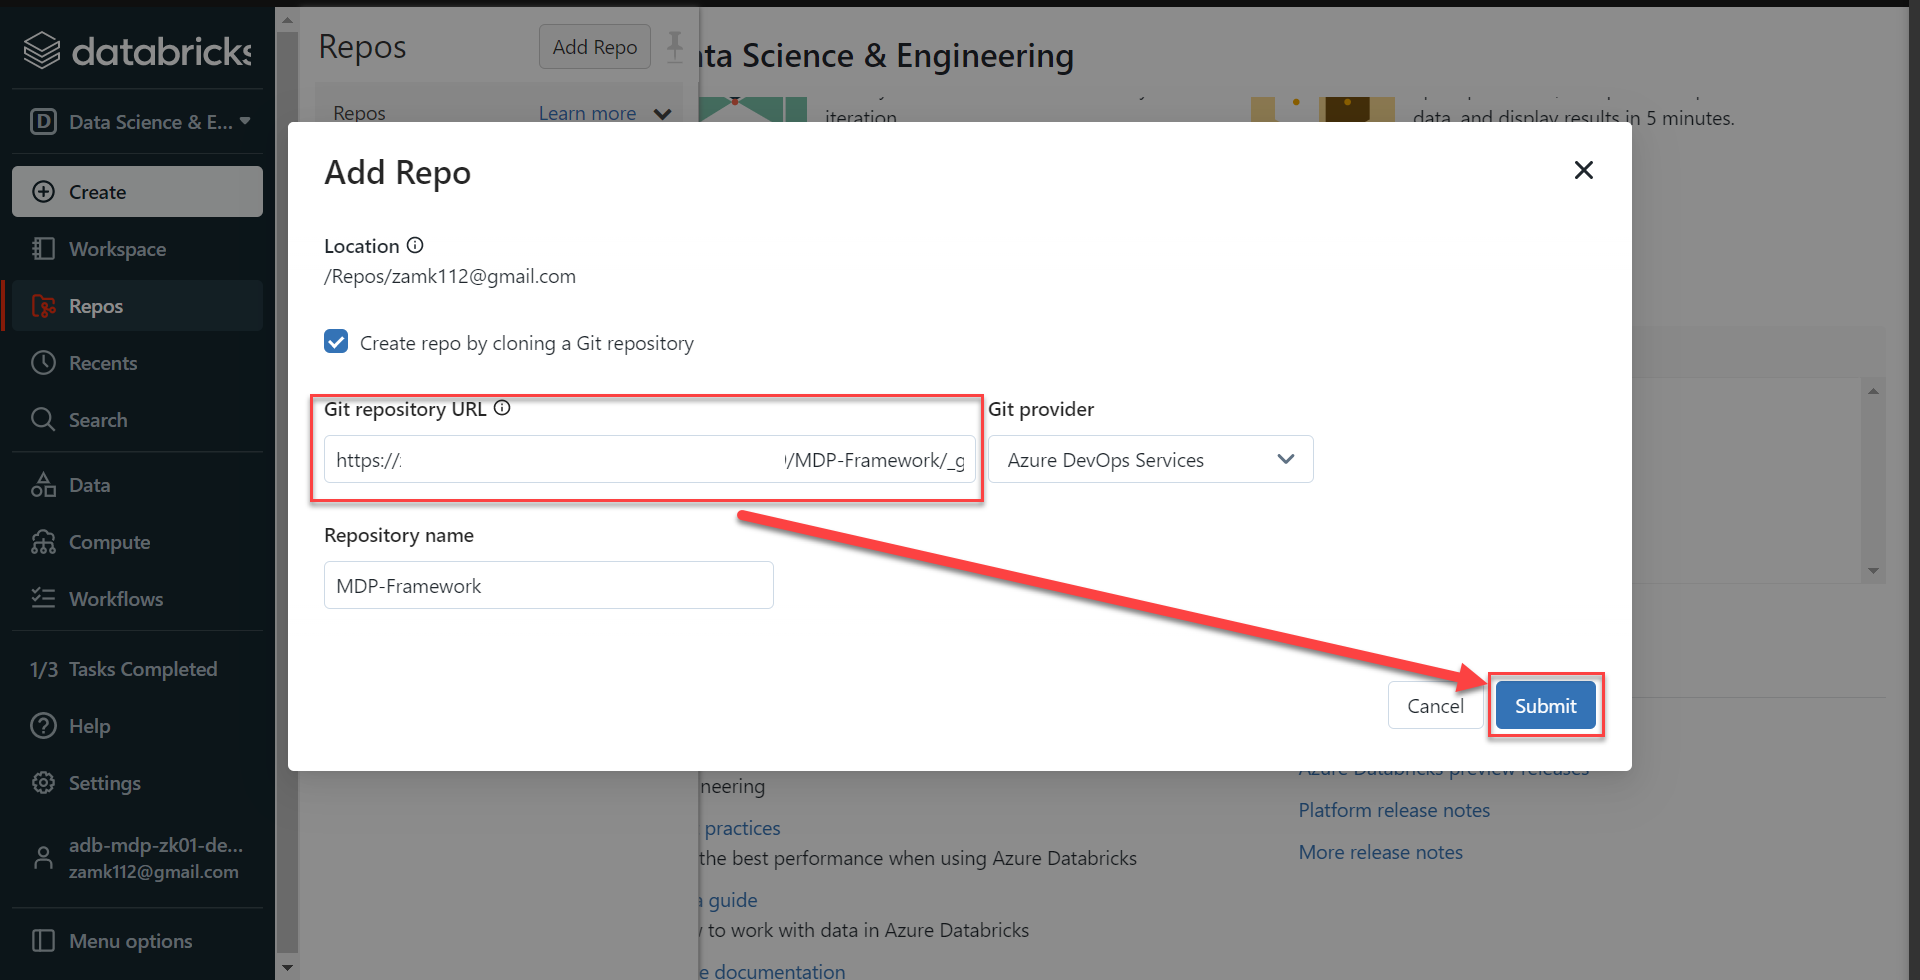 databricks
Data Science & E...
Create
Workspace
Repos
Recents
Search
Data
Compute
Workflows
1/3 Tasks Completed
Help
Settings
adb-mdp-zk01-de...
zamk112@gmail.com
Menu options
Repos
Add Repo
Repos
Learn more
ta Science & Engineering
iteration
data, and display results in 5 minutes.
Add Repo
Location
/Repos/zamk112@gmail.com
Create repo by cloning a Git repository
Git repository URL
https://
/MDP-Framework/_g
Git provider
Azure DevOps Services
Repository name
MDP-Framework
Cancel
Submit
neering
practices
the best performance when using Azure Databricks
guide
to work with data in Azure Databricks
e documentation
Azure Databricks preview releases
Platform release notes
More release notes